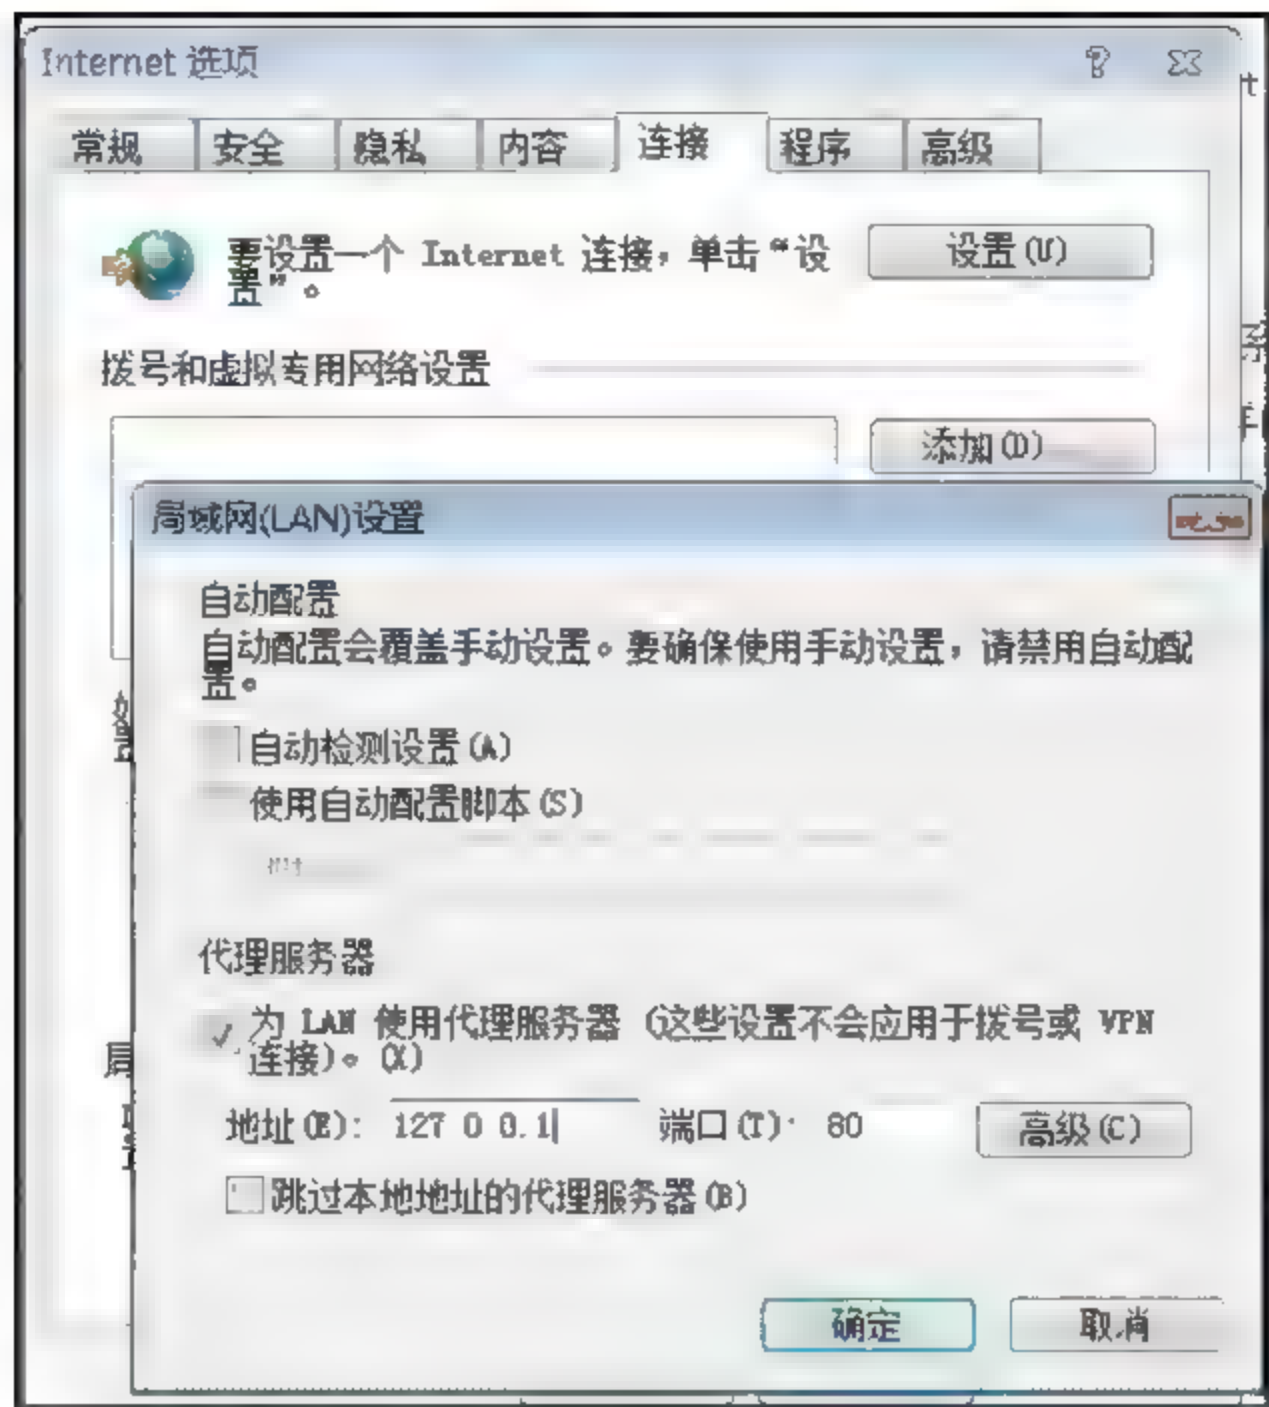 Internet 选项
常规 安全 隐私 内容 连接 程序 高级
要设置一个 Internet 连接，单击“设
置”。
设置(U)
拨号和虚拟专用网络设置
添加(D)
局域网(LAN)设置
自动配置
自动配置会覆盖手动设置。要确保使用手动设置，请禁用自动配
置。
自动检测设置(A)
使用自动配置脚本(S)
代理服务器
为 LAN 使用代理服务器（这些设置不会应用于拨号或 VPN
连接）。(X)
地址(E): 127 0 0.1 端口(T): 80 高级(C)
跳过本地地址的代理服务器(B)
确定 取消